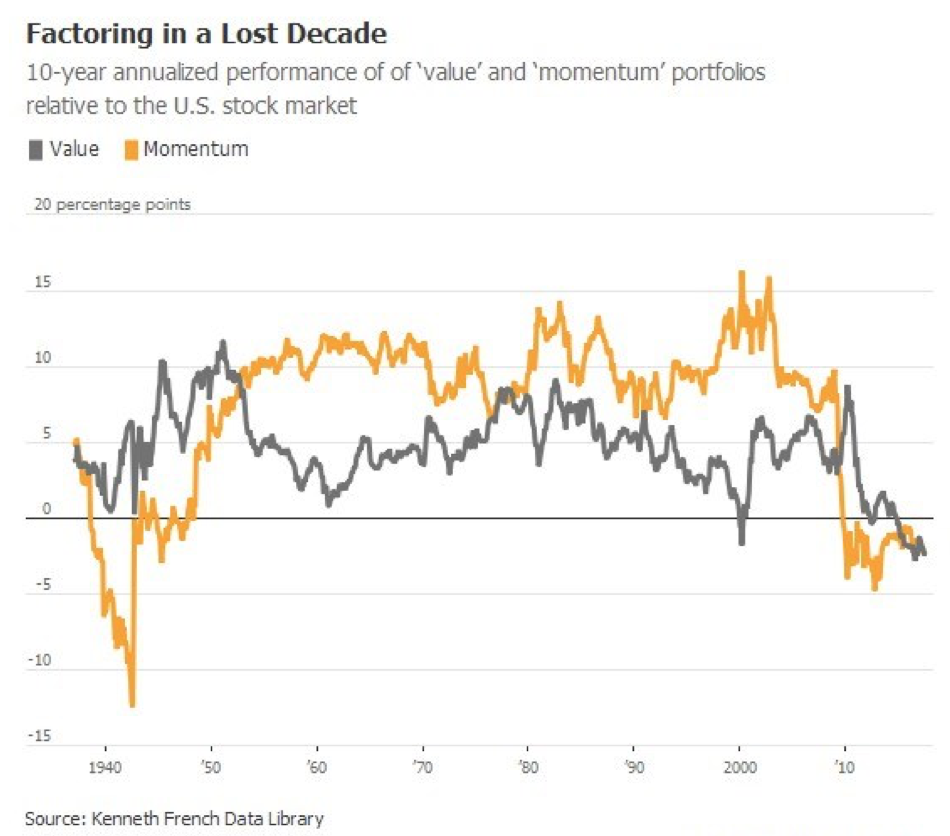 Factoring in a Lost Decade
10-year annualized performance of of ‘value’ and ‘momentum’ portfolios
relative to the U.S. stock market
Value Momentum
20 percentage points
15
10
5
0
-5
-10
-15
1940 ’50 ’60 ’70 ’80 ’90 2000 ’10
Source: Kenneth French Data Library